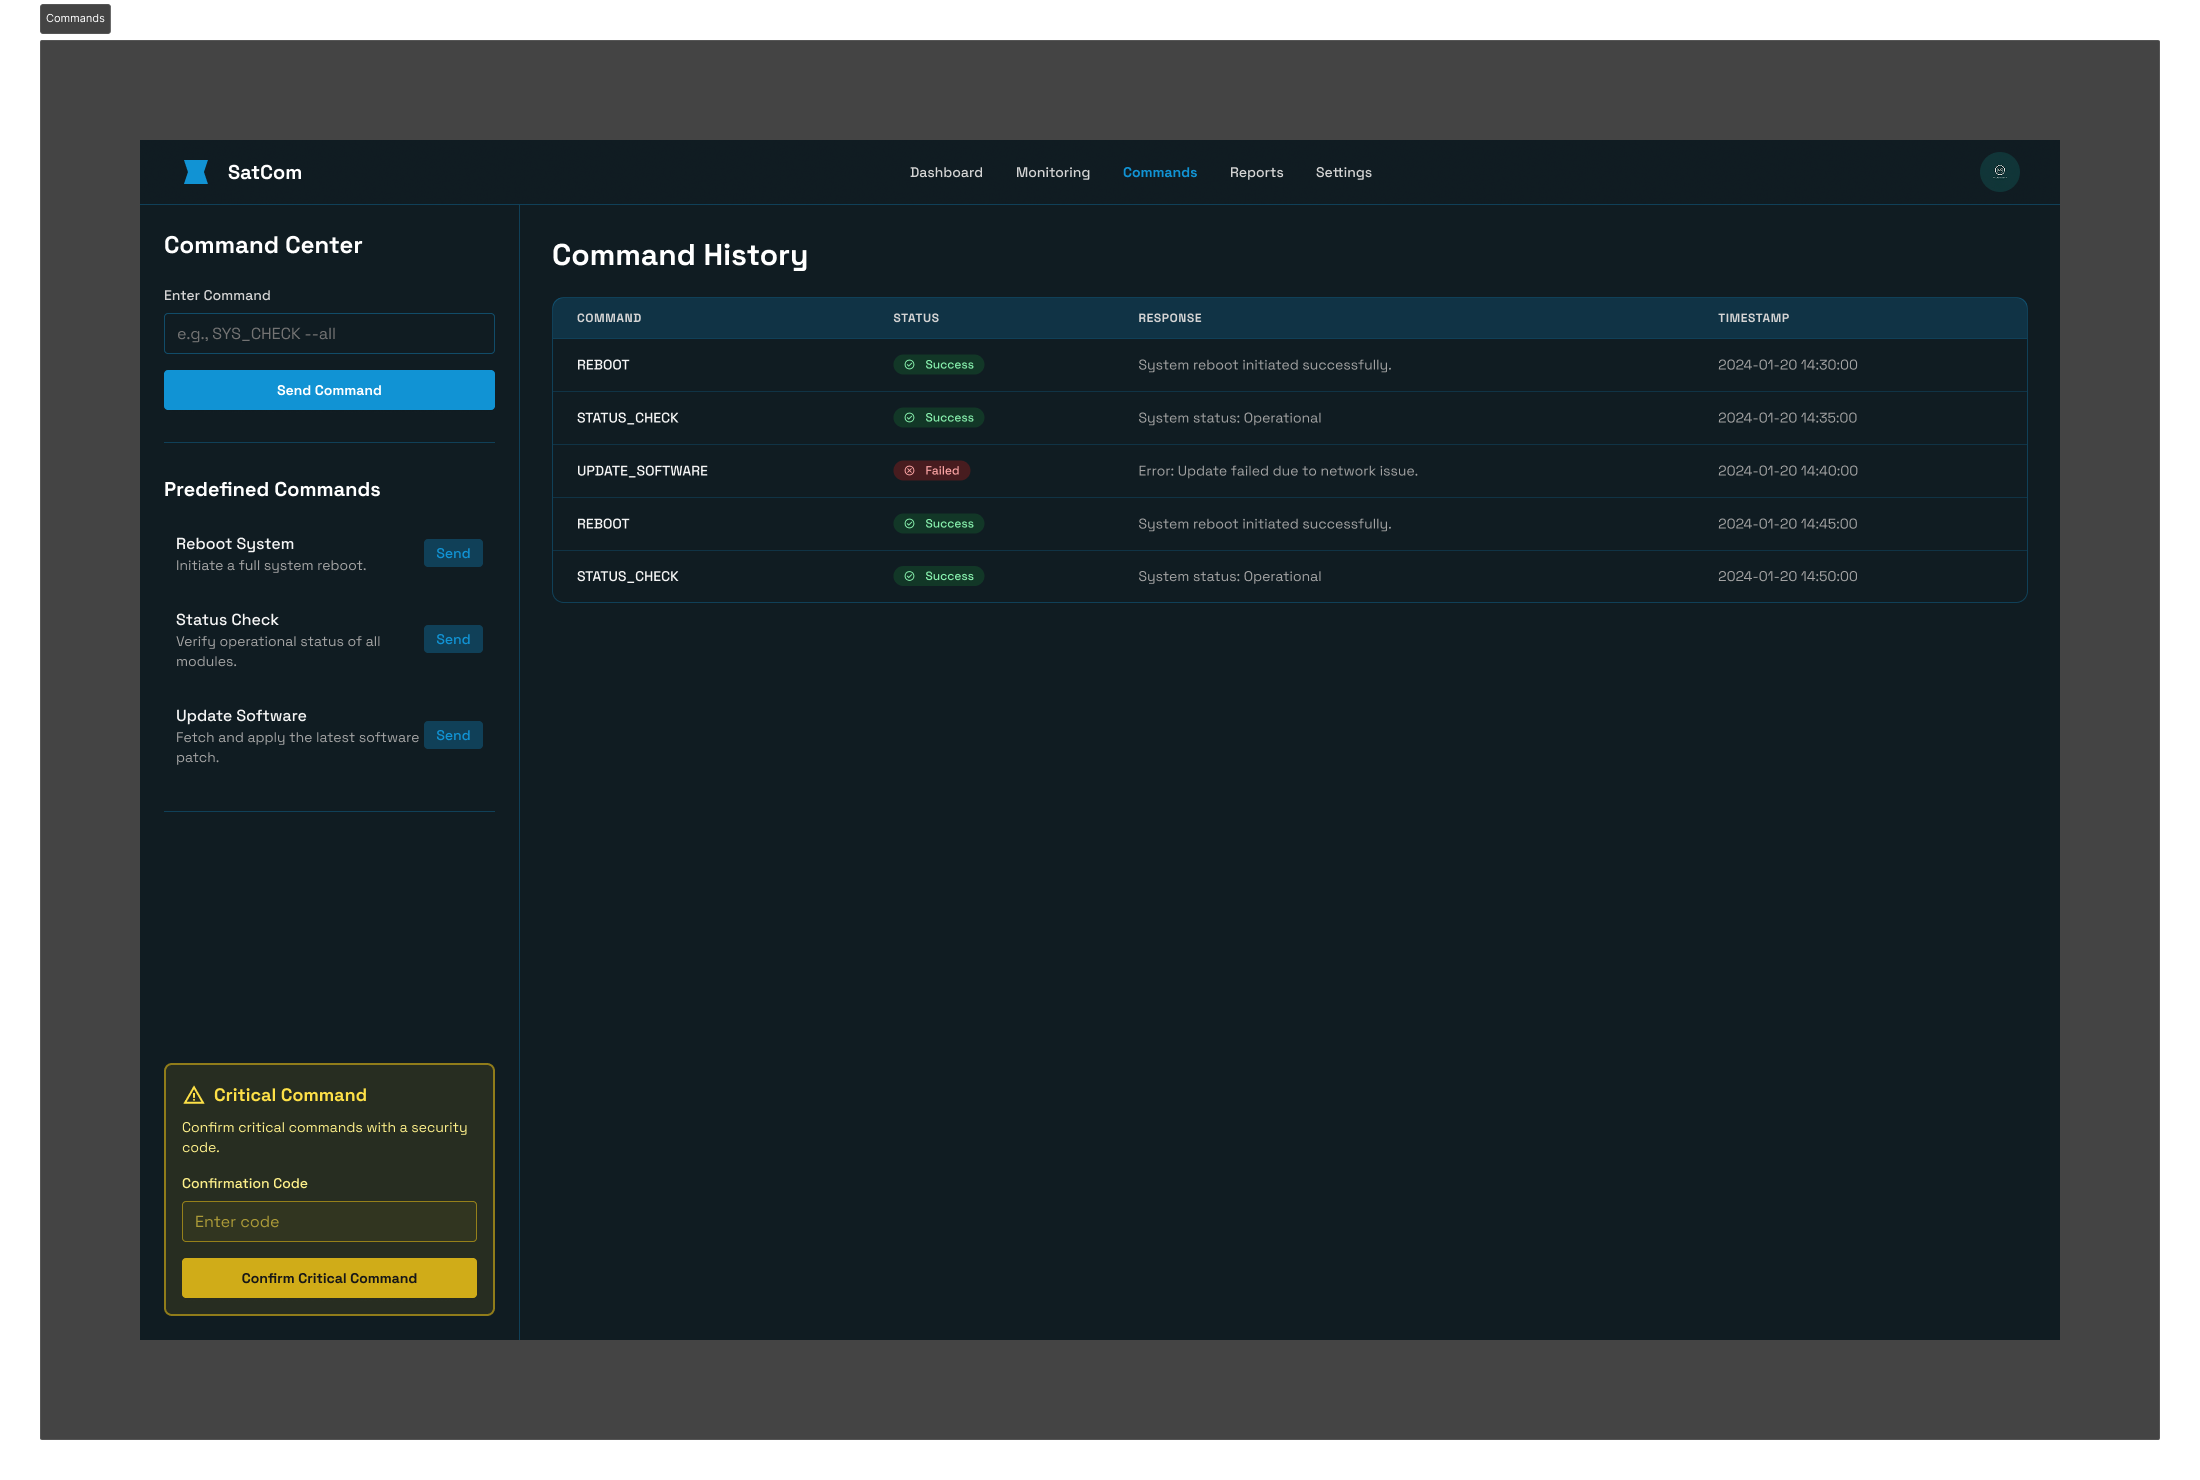 Commands
SatCom
Dashboard
Monitoring
Commands
Reports
Settings
Command Center
Enter Command
e.g., SYS_CHECK --all
Send Command
Predefined Commands
Reboot System
Initiate a full system reboot.
Send
Status Check
Verify operational status of all
modules.
Send
Update Software
Fetch and apply the latest software
patch.
Send
Critical Command
Confirm critical commands with a security
code.
Confirmation Code
Enter code
Confirm Critical Command
Command History
COMMAND STATUS RESPONSE TIMESTAMP
REBOOT Success System reboot initiated successfully. 2024-01-20 14:30:00
STATUS_CHECK Success System status: Operational 2024-01-20 14:35:00
UPDATE_SOFTWARE Failed Error: Update failed due to network issue. 2024-01-20 14:40:00
REBOOT Success System reboot initiated successfully. 2024-01-20 14:45:00
STATUS_CHECK Success System status: Operational 2024-01-20 14:50:00